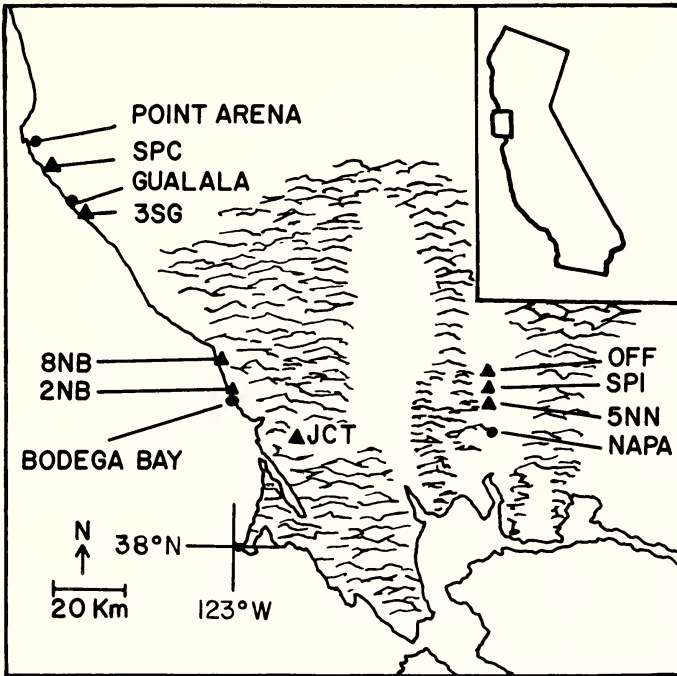 POINT ARENA
SPC
GUALALA
3SG
8NB
2NB
BODEGA BAY
JCT
OFF
SPI
5NN
NAPA
N
38°N
20 Km
123°W